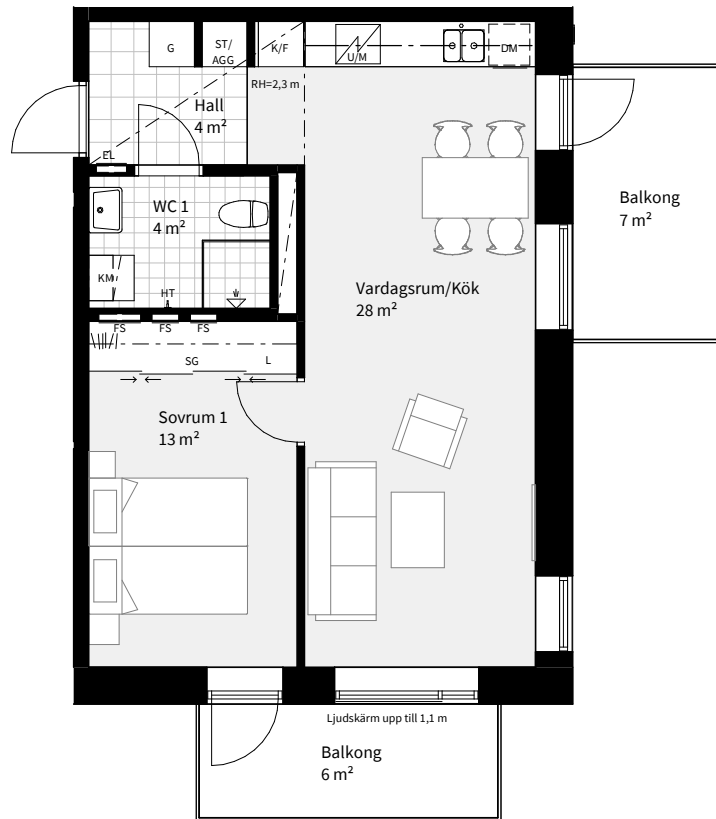 G
ST/
AGG
K/F
U/M
DM
RH=2,3 m
Hall
4 m²
EL
WC 1
4 m²
Balkong
7 m²
KM
HT
Vardagsrum/Kök
28 m²
FS
FS
FS
SG
L
Sovrum 1
13 m²
Ljudskärm upp till 1,1 m
Balkong
6 m²